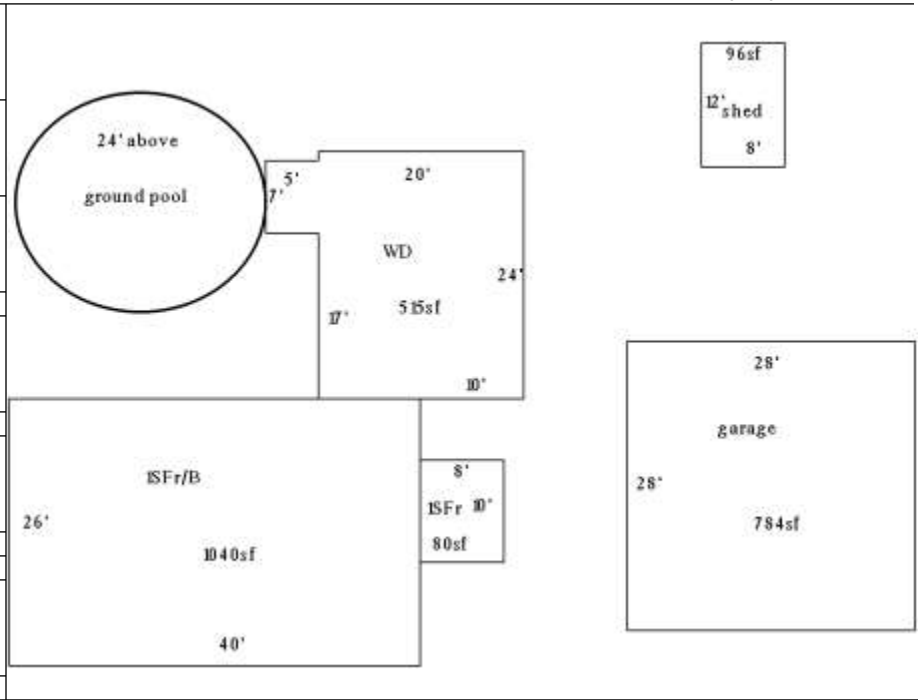 96sf
12'
shed
8'
24' above
ground pool
5'
7'
20'
WD
24'
515sf
17'
10'
28'
garage
28'
784sf
1SFr/B
26'
1040sf
40'
8'
1SFr 10'
80sf